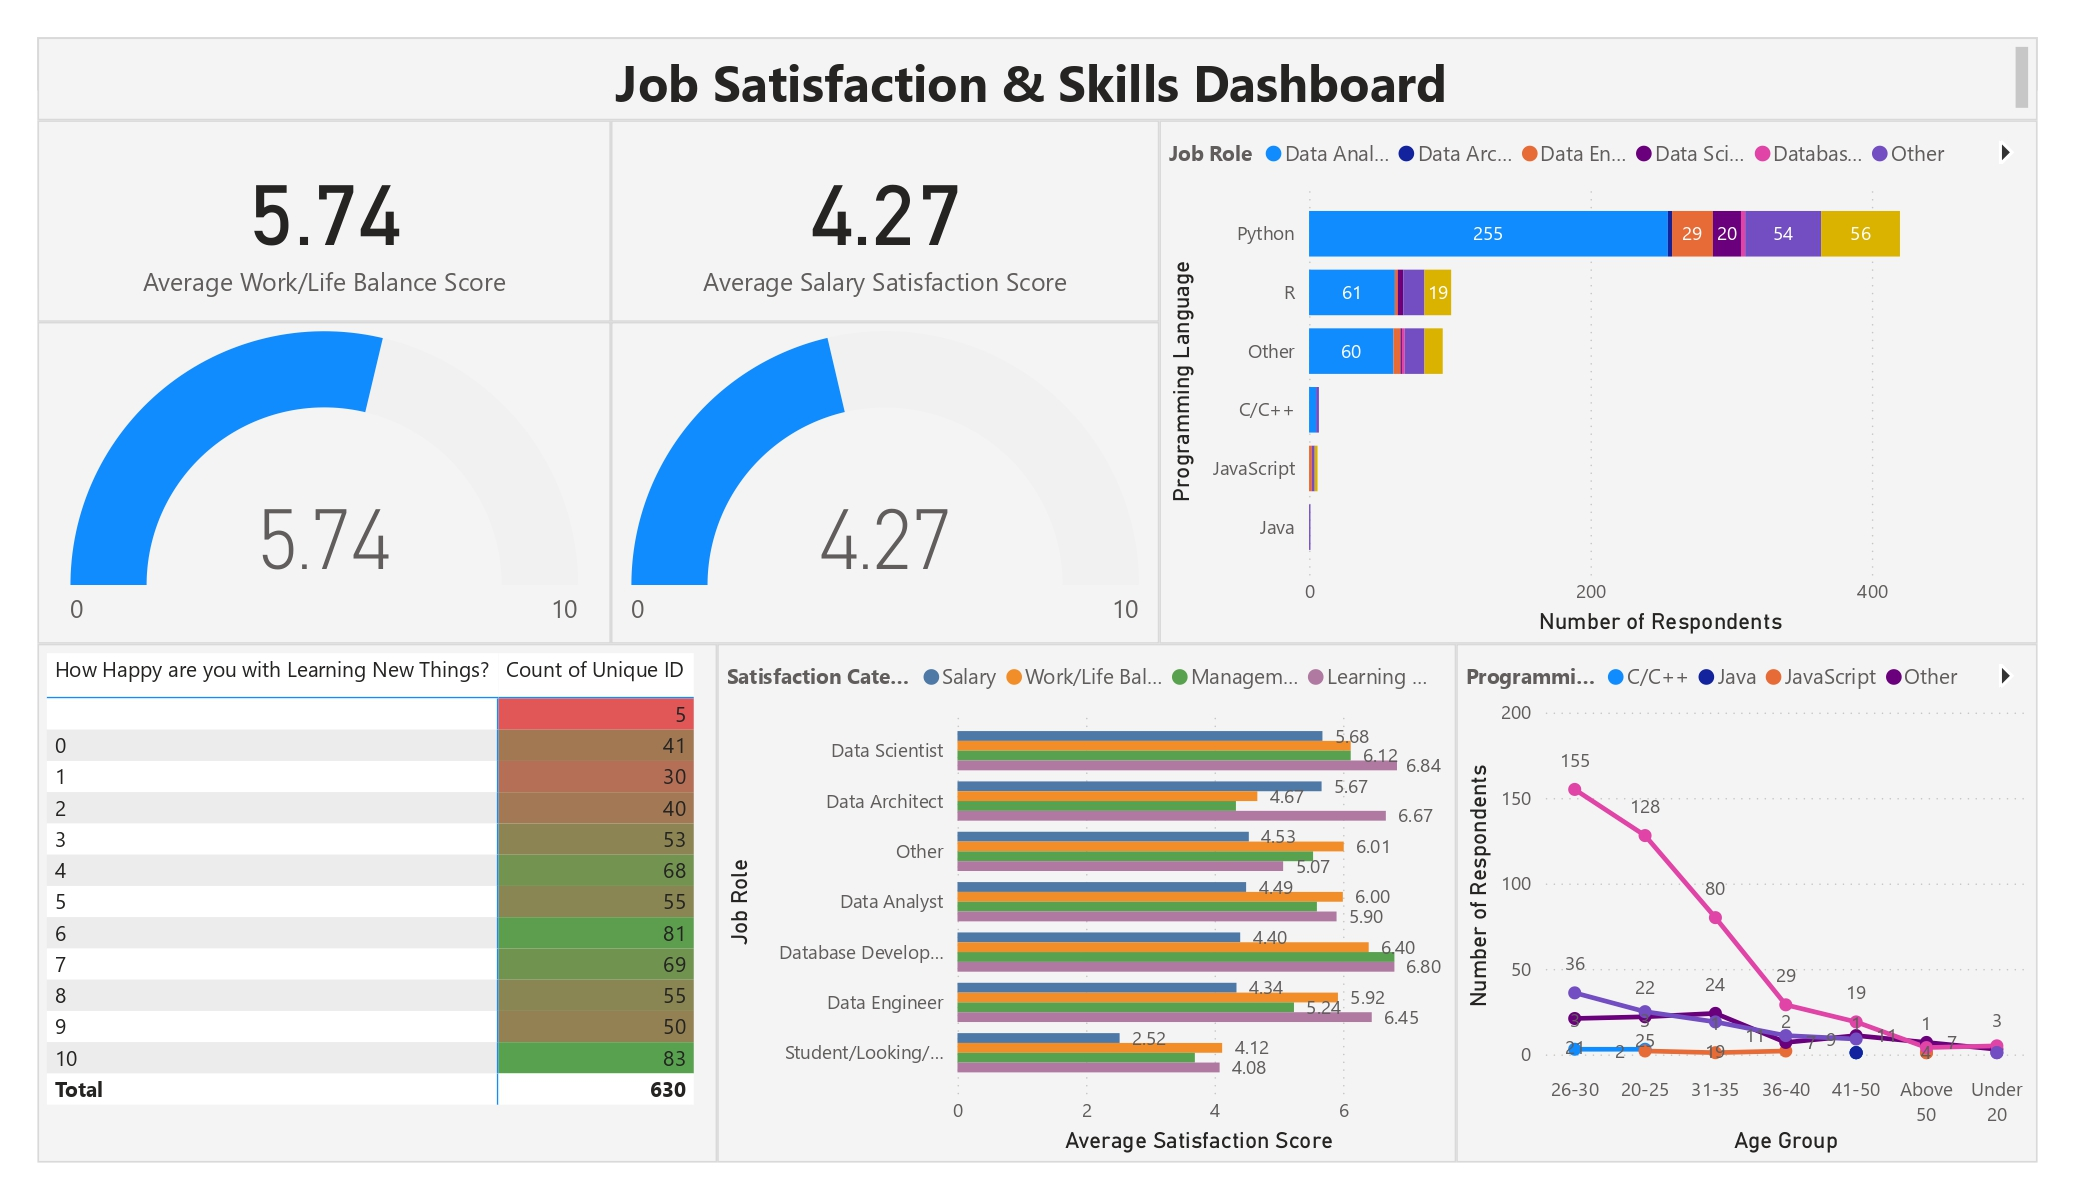 Job Satisfaction & Skills Dashboard
5.74
Average Work/Life Balance Score
4.27
Average Salary Satisfaction Score
5.74
0 10
4.27
0 10
Job Role Data Anal... Data Arc... Data En... Data Sci... Databas... Other
Programming Language
Python 255 29 20 54 56
R 61 19
Other 60
C/C++
JavaScript
Java
0 200 400
Number of Respondents
How Happy are you with Learning New Things? Count of Unique ID
5
0 41
1 30
2 40
3 53
4 68
5 55
6 81
7 69
8 55
9 50
10 83
Total 630
Satisfaction Cate... Salary Work/Life Bal... Managem... Learning ...
Job Role
Data Scientist 5.68 6.12 6.84
Data Architect 5.67 4.67 6.67
Other 4.53 6.01 5.07
Data Analyst 4.49 6.00 5.90
Database Develop... 4.40 6.40 6.80
Data Engineer 4.34 5.92 5.24 6.45
Student/Looking/... 2.52 4.12 4.08
0 2 4 6
Average Satisfaction Score
Programmi... C/C++ Java JavaScript Other
Number of Respondents
200
150
100
50
0
155
128
80
36 22 24 29 19 1 3
3 2
21 2 25 19 11 7 9 11 4 7
26-30 20-25 31-35 36-40 41-50 Above 50 Under 20
Age Group